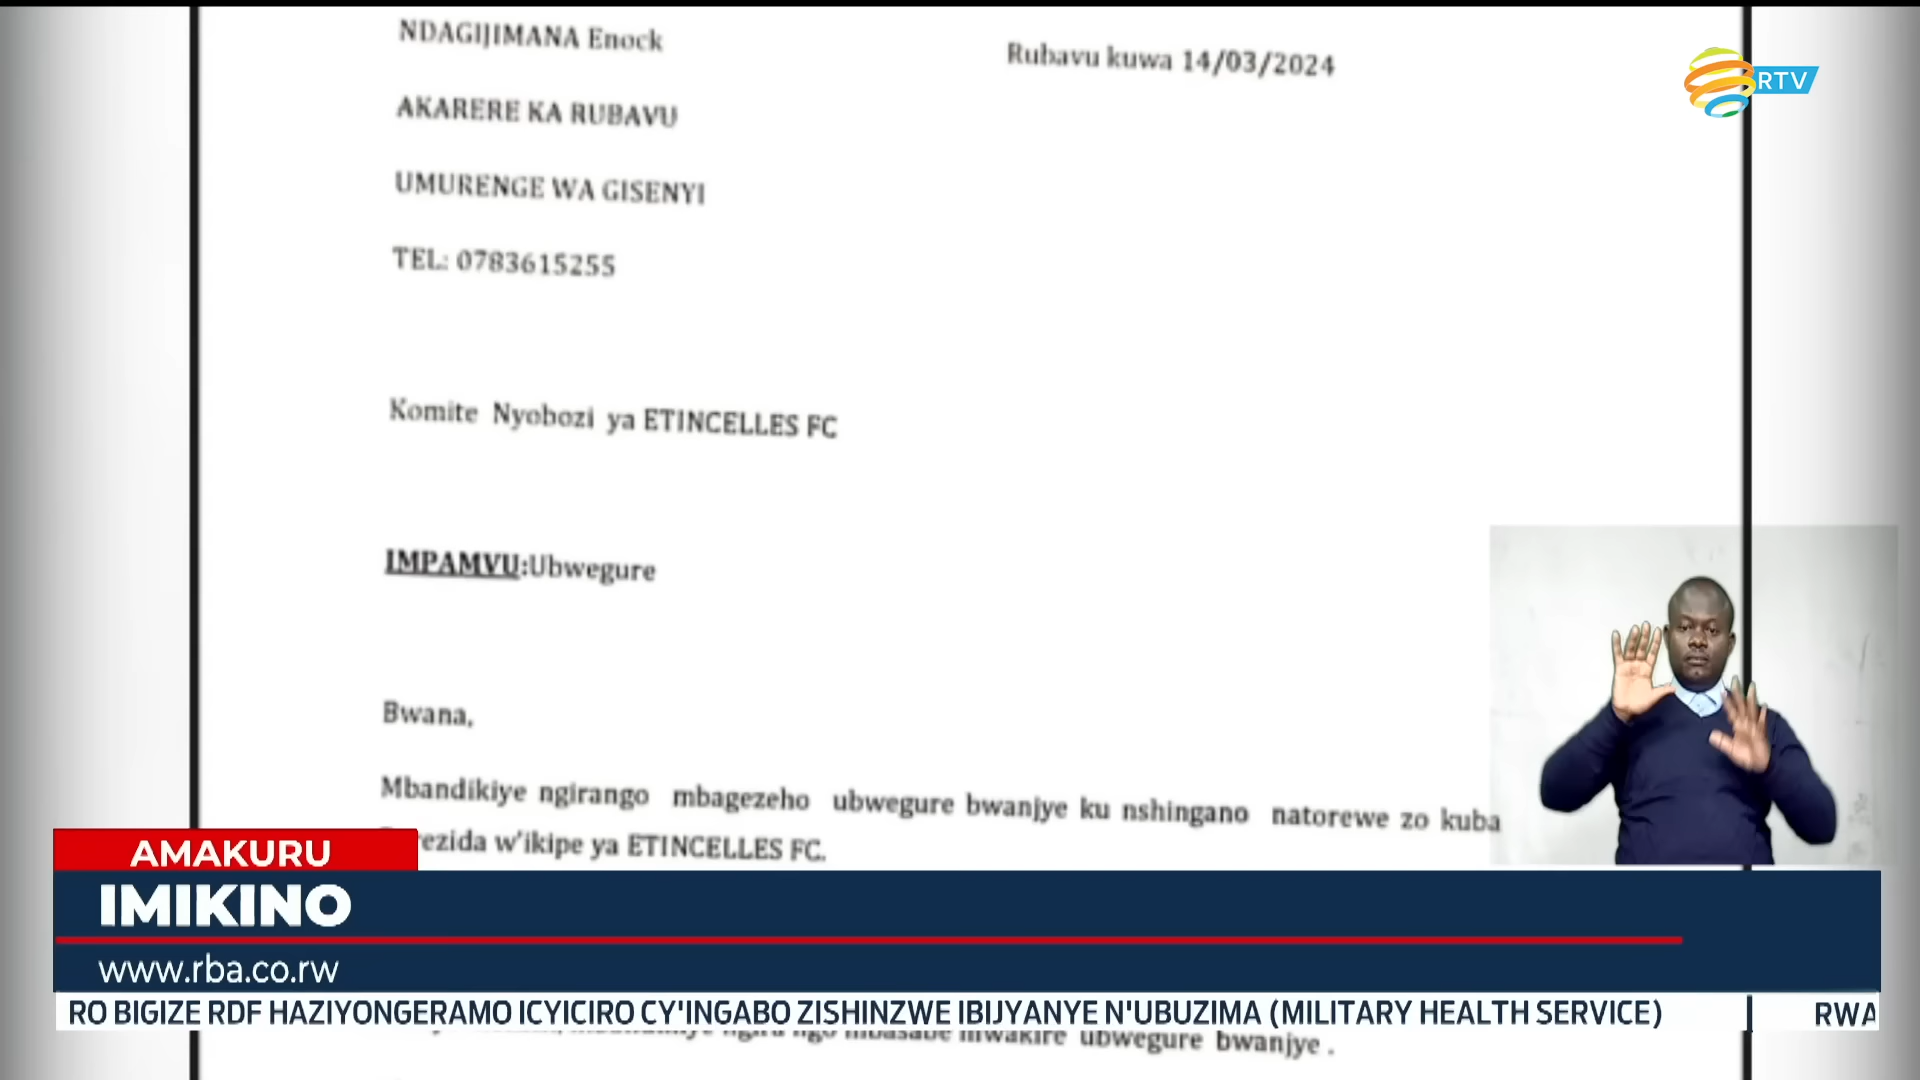 NDAGIJIMANA Enock
Rubavu kuwa 14/03/2024
RTV
AKARERE KA RUBAVU
UMURENGE WA GISENYI
TEL: 0783615255
Komite Nyobozi ya ETINCELLES FC
IMPAMVU:Ubwegure
Bwana,
Mbandikiye ngirango mbagezeho ubwegure bwanjye ku nshingano natorewe zo kuba
w'ikipe ya ETINCELLES FC.
AMAKURU
IMIKINO
www.rba.co.rw
RO BIGIZE RDF HAZIYONGERAMO ICYICIRO CY'INGABO ZISHINZWE IBIJYANYE N'UBUZIMA (MILITARY HEALTH SERVICE) RWA
ubwegure bwanjye .